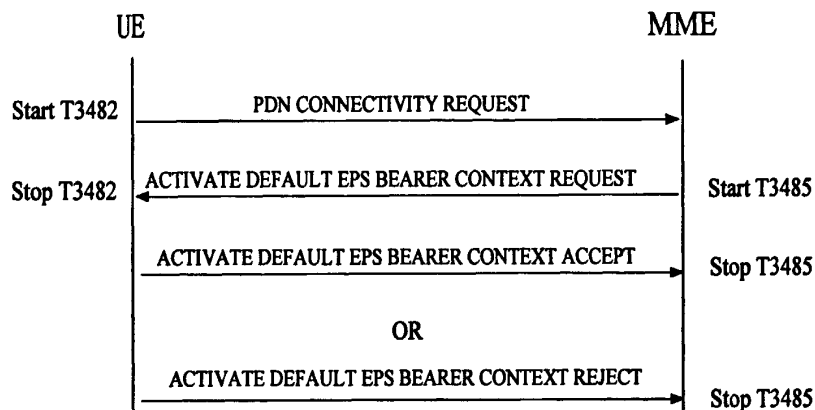 UE MME
Start T3482 PDN CONNECTIVITY REQUEST
Stop T3482 ACTIVATE DEFAULT EPS BEARER CONTEXT REQUEST Start T3485
ACTIVATE DEFAULT EPS BEARER CONTEXT ACCEPT Stop T3485
OR
ACTIVATE DEFAULT EPS BEARER CONTEXT REJECT Stop T3485